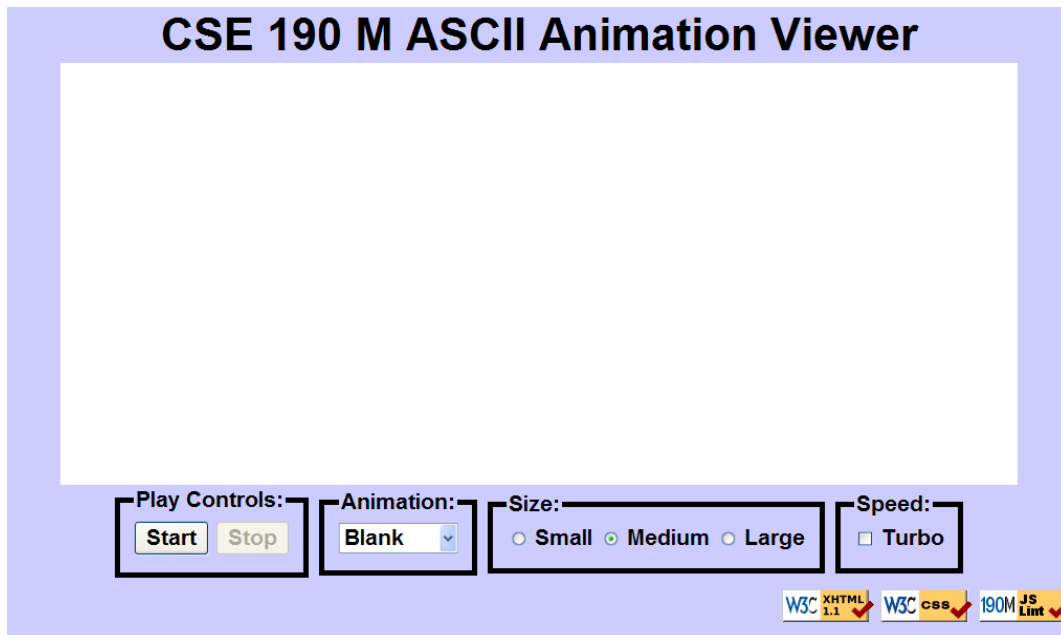 CSE 190 M ASCII Animation Viewer
Play Controls: Animation: Size: Speed:
Start Stop Blank Small Medium Large Turbo
W3C XHTML 1.1 W3C css 190M JS Lint